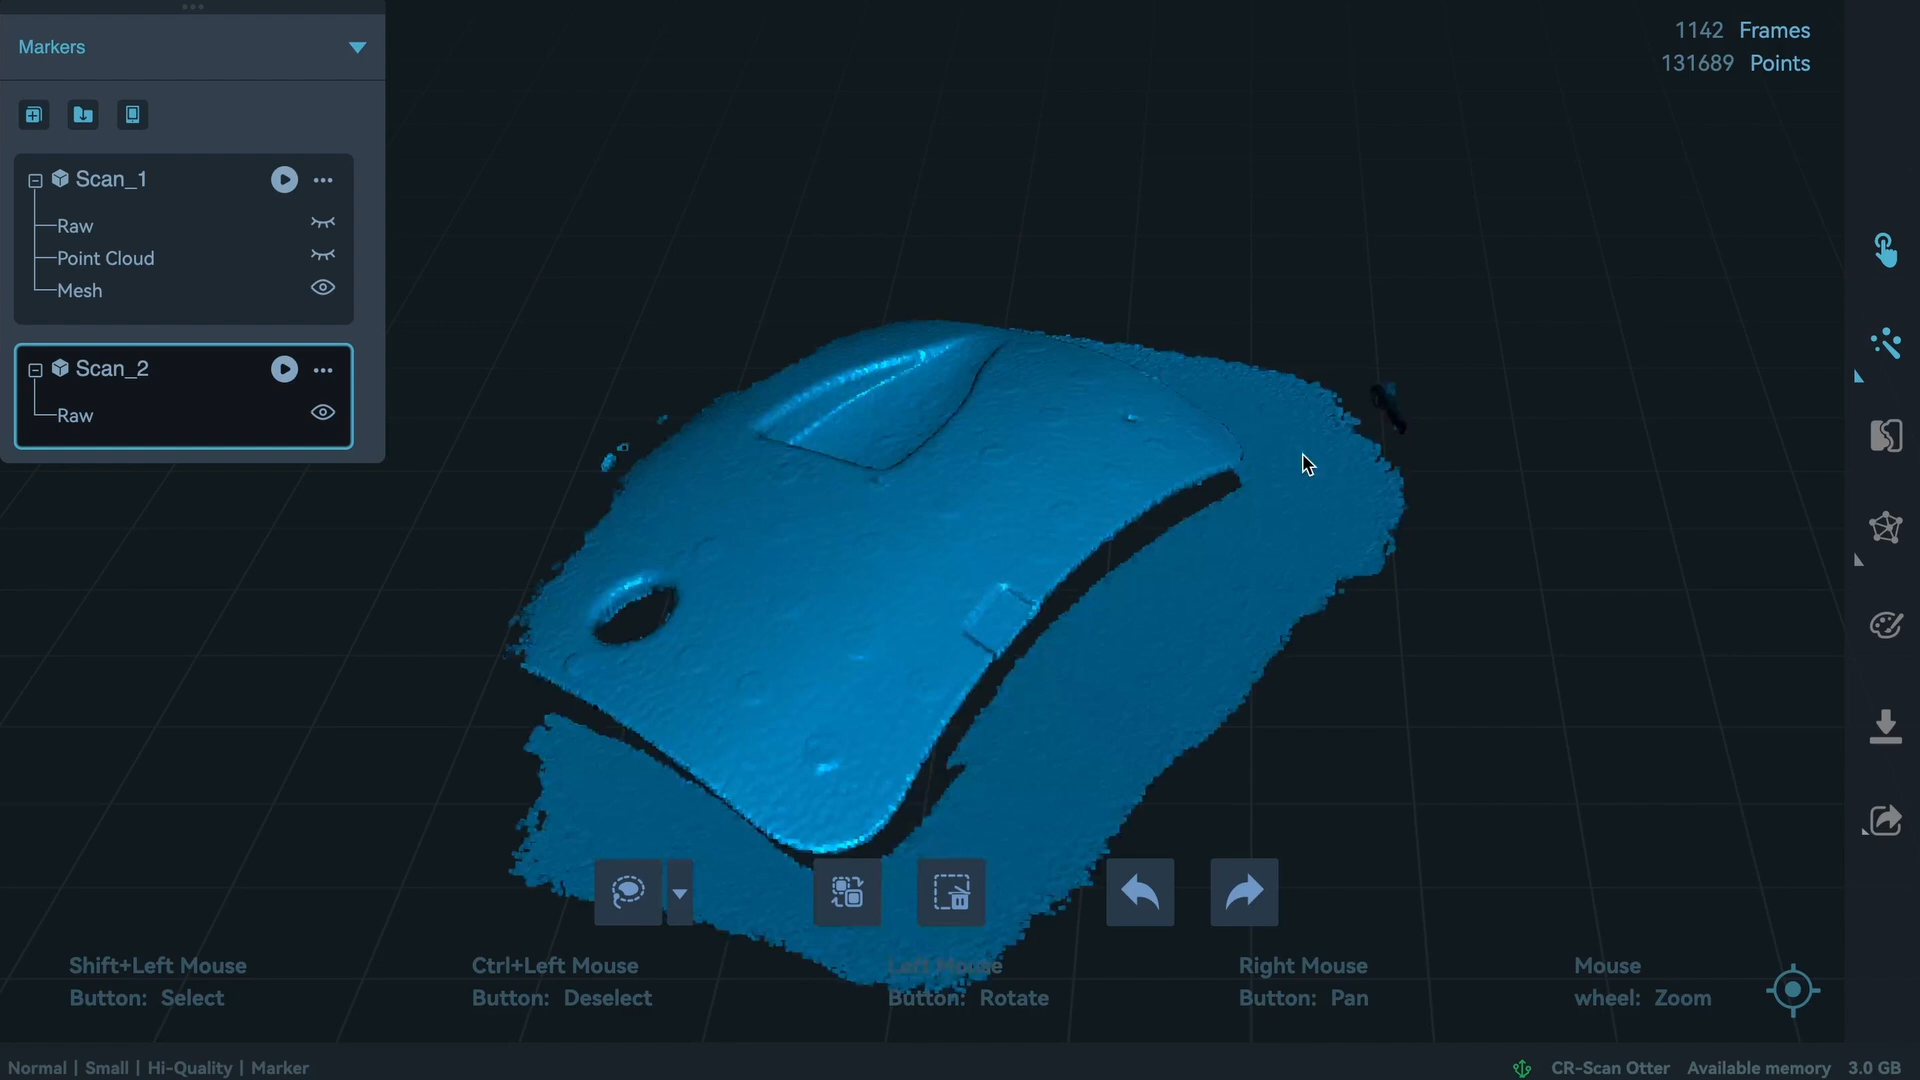 Markers
1142 Frames
131689 Points
Scan_1
Raw
Point Cloud
Mesh
Scan_2
Raw
Shift+Left Mouse
Button: Select
Ctrl+Left Mouse
Button: Deselect
Left Mouse
Button: Rotate
Right Mouse
Button: Pan
Mouse
wheel: Zoom
Normal | Small | Hi-Quality | Marker
CR-Scan Otter Available memory 3.0 GB